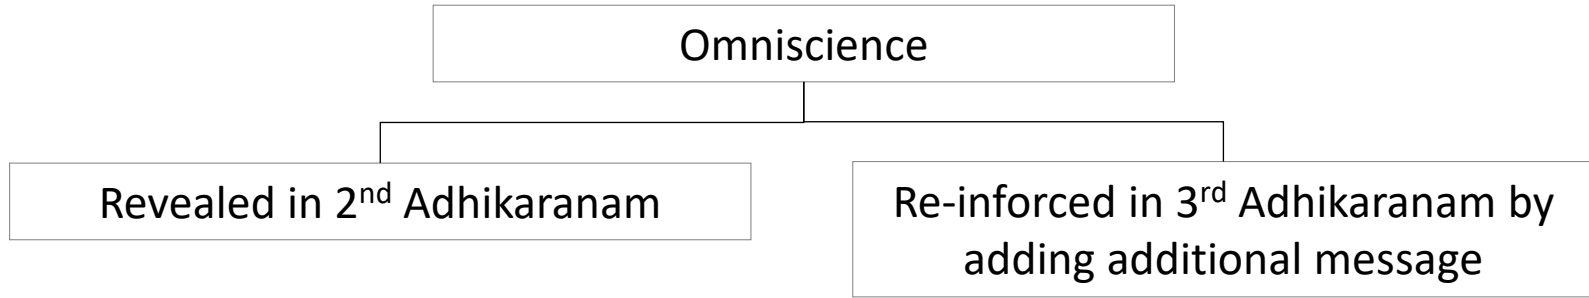 Omniscience
Revealed in 2nd Adhikaranam
Re-inforced in 3rd Adhikaranam by
adding additional message